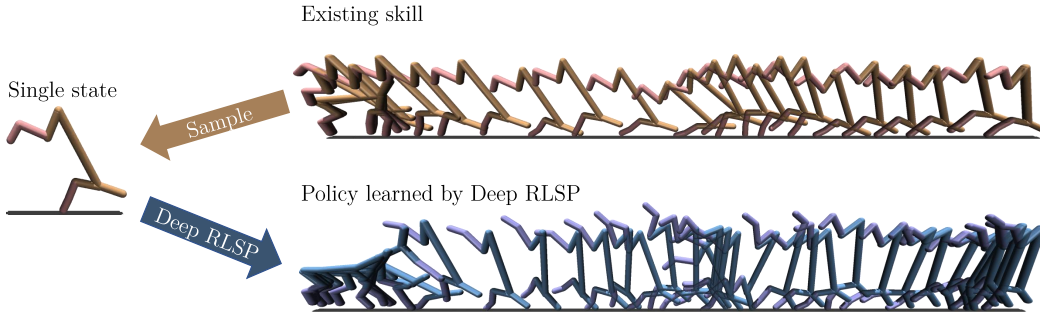 Existing skill
Single state
Sample
Deep RLSP
Policy learned by Deep RLSP